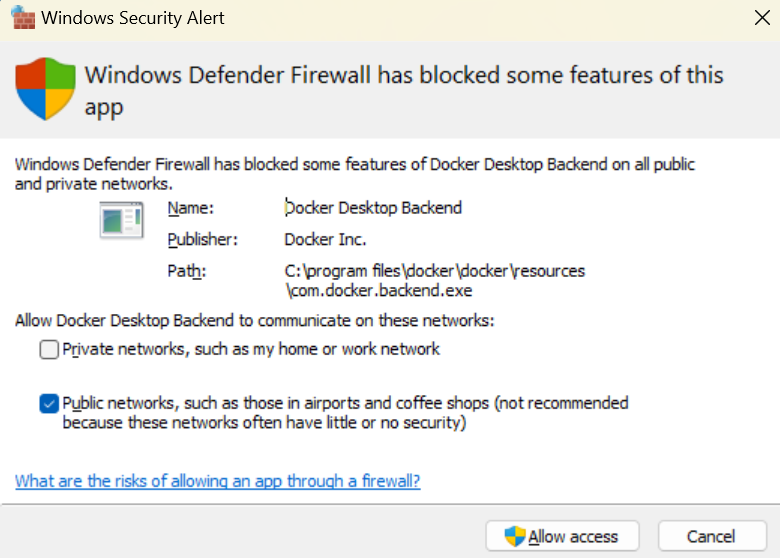 Windows Security Alert
Windows Defender Firewall has blocked some features of this
app
Windows Defender Firewall has blocked some features of Docker Desktop Backend on all public
and private networks.
Name: Docker Desktop Backend
Publisher: Docker Inc.
Path: C:\program files\docker\docker\resources
\com.docker.backend.exe
Allow Docker Desktop Backend to communicate on these networks:
Private networks, such as my home or work network
Public networks, such as those in airports and coffee shops (not recommended
because these networks often have little or no security)
What are the risks of allowing an app through a firewall?
Allow access Cancel